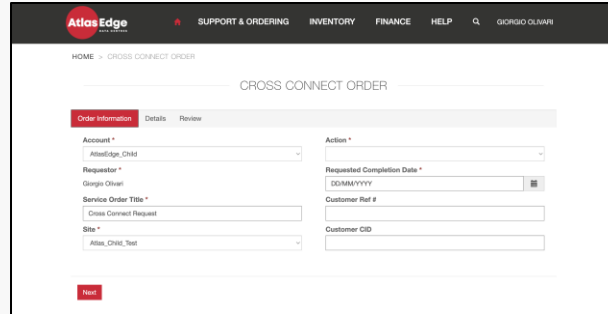 AtlasEdge
DATA CENTRES
SUPPORT & ORDERING INVENTORY FINANCE HELP GIORGIO OLIVARI
HOME > CROSS CONNECT ORDER
CROSS CONNECT ORDER
Order Information Details Review
Account * Action *
AtlasEdge_Child
Requestor * Requested Completion Date *
Giorgio Olivari DD/MM/YYYY
Service Order Title * Customer Ref #
Cross Connect Request
Site * Customer CID
Atlas_Child_Test
Next